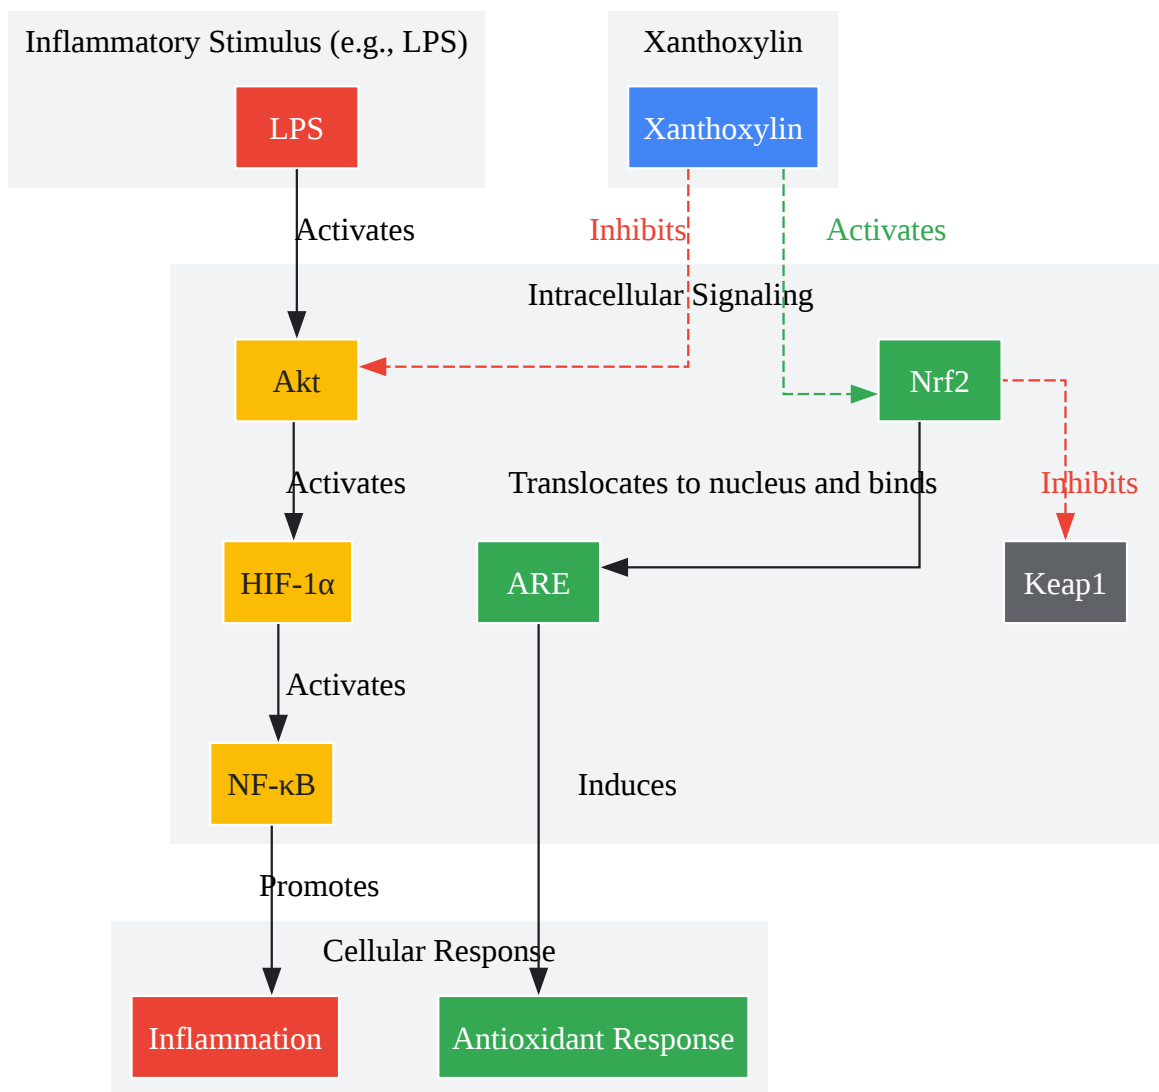 Inflammatory Stimulus (e.g., LPS)
Xanthoxylin
LPS
Xanthoxylin
Activates
Inhibits
Activates
Intracellular Signaling
Akt
Nrf2
Activates
Translocates to nucleus and binds
Inhibits
HIF-1α
ARE
Keap1
Activates
NF-κB
Induces
Promotes
Cellular Response
Inflammation
Antioxidant Response